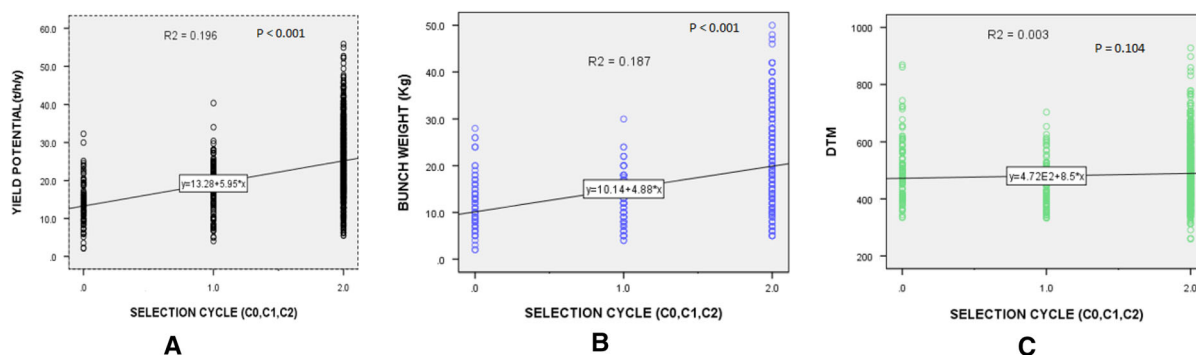 60.0
50.0
40.0
30.0
20.0
10.0
.0
YIELD POTENTIAL(t/h/y)
R2 = 0.196
P < 0.001
y=13.28+5.95*x
.0
1.0
2.0
SELECTION CYCLE (C0,C1,C2)
A
50.0
40.0
30.0
20.0
10.0
.0
BUNCH WEIGHT (Kg)
P < 0.001
R2 = 0.187
y=10.14+4.88*x
.0
1.0
2.0
SELECTION CYCLE (C0,C1,C2)
B
1000
800
600
400
200
DTM
R2 = 0.003
P = 0.104
y=4.72E2+8.5*x
.0
1.0
2.0
SELECTION CYCLE (C0,C1,C2)
C